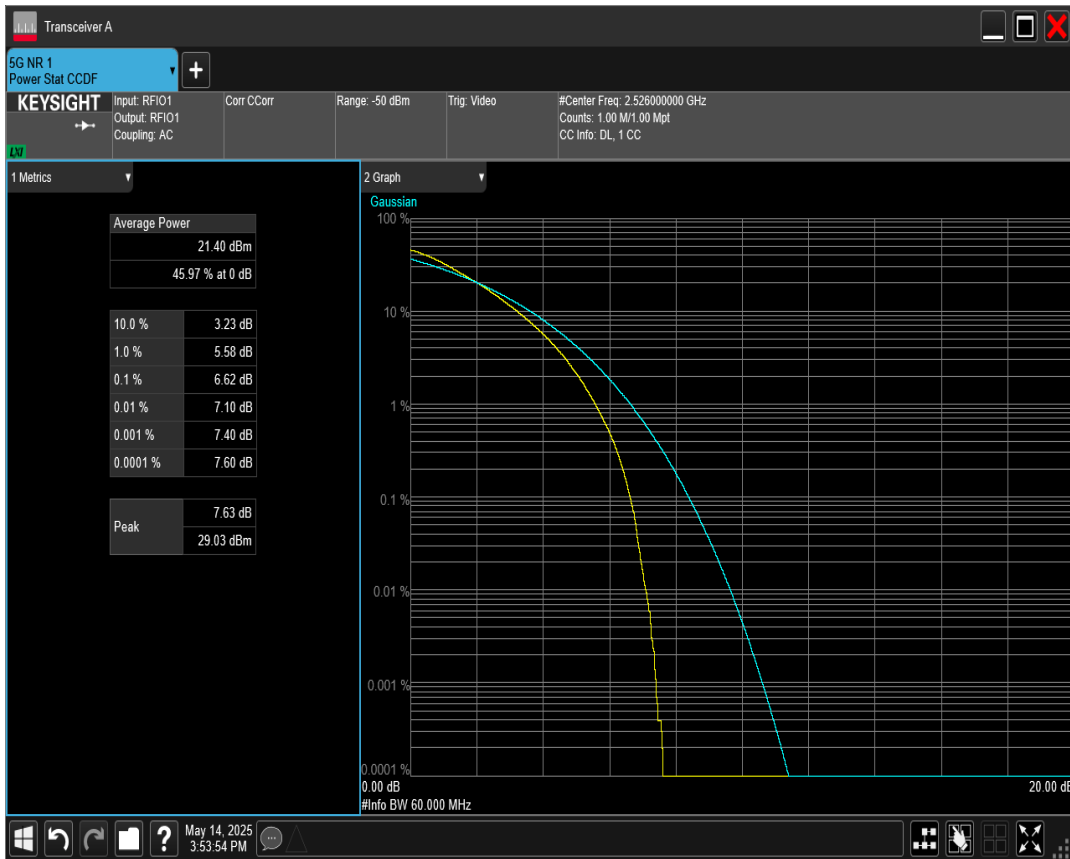 Transceiver A
5G NR 1
Power Stat CCDF
+
KEYSIGHT
LXI
Input: RFIO1
Output: RFIO1
Coupling: AC
Corr CCorr
Range: -50 dBm
Trig: Video
#Center Freq: 2.526000000 GHz
Counts: 1.00 M/1.00 Mpt
CC Info: DL, 1 CC
1 Metrics
Average Power
21.40 dBm
45.97 % at 0 dB
10.0 % 3.23 dB
1.0 % 5.58 dB
0.1 % 6.62 dB
0.01 % 7.10 dB
0.001 % 7.40 dB
0.0001 % 7.60 dB
Peak
7.63 dB
29.03 dBm
2 Graph
Gaussian
100 %
10 %
1 %
0.1 %
0.01 %
0.001 %
0.0001 %
0.00 dB 20.00 dB
#Info BW 60.000 MHz
?
May 14, 2025
3:53:54 PM